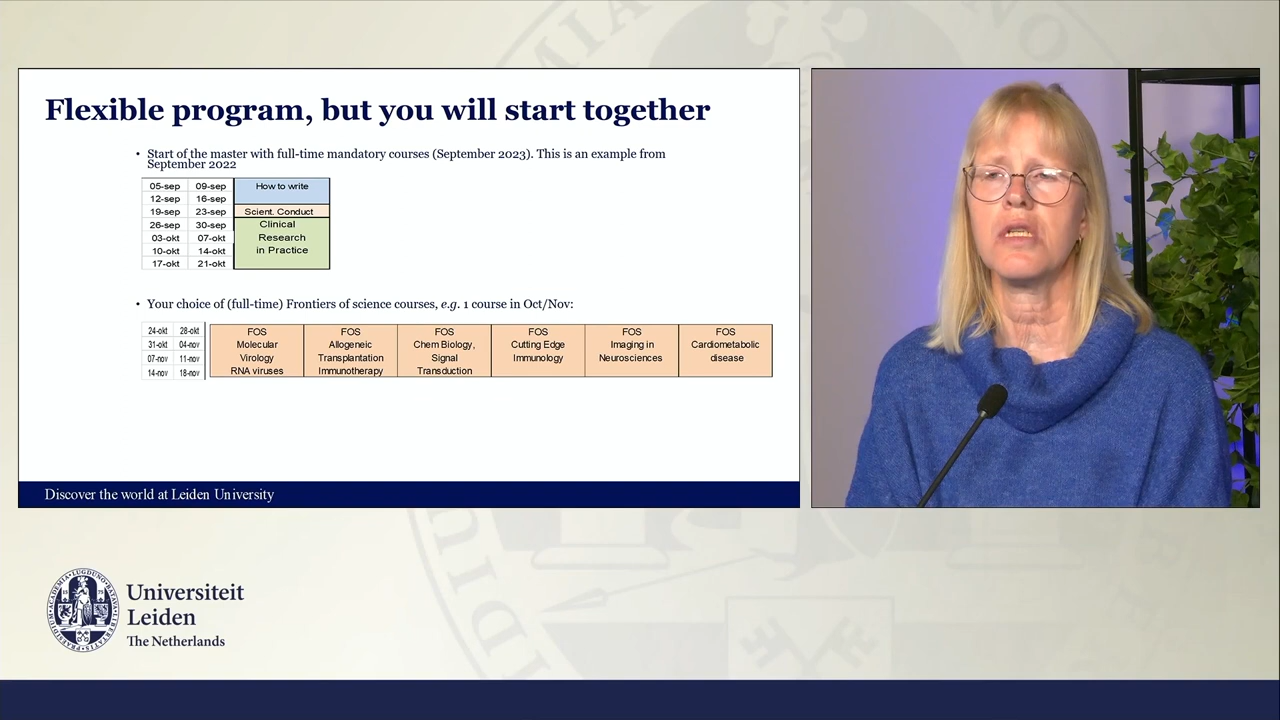 Flexible program, but you will start together
• Start of the master with full-time mandatory courses (September 2023). This is an example from
September 2022
05-sep 09-sep How to write
12-sep 16-sep
19-sep 23-sep Scient. Conduct
26-sep 30-sep Clinical
03-okt 07-okt Research
10-okt 14-okt in Practice
17-okt 21-okt
• Your choice of (full-time) Frontiers of science courses, e.g. 1 course in Oct/Nov:
24-okt 28-okt FOS FOS FOS FOS FOS FOS
31-okt 04-nov Molecular Allogeneic Chem Biology, Cutting Edge Imaging in Cardiometabolic
07-nov 11-nov Virology Transplantation Signal Immunology Neurosciences disease
14-nov 18-nov RNA viruses Immunotherapy Transduction
Discover the world at Leiden University
Universiteit
Leiden
The Netherlands